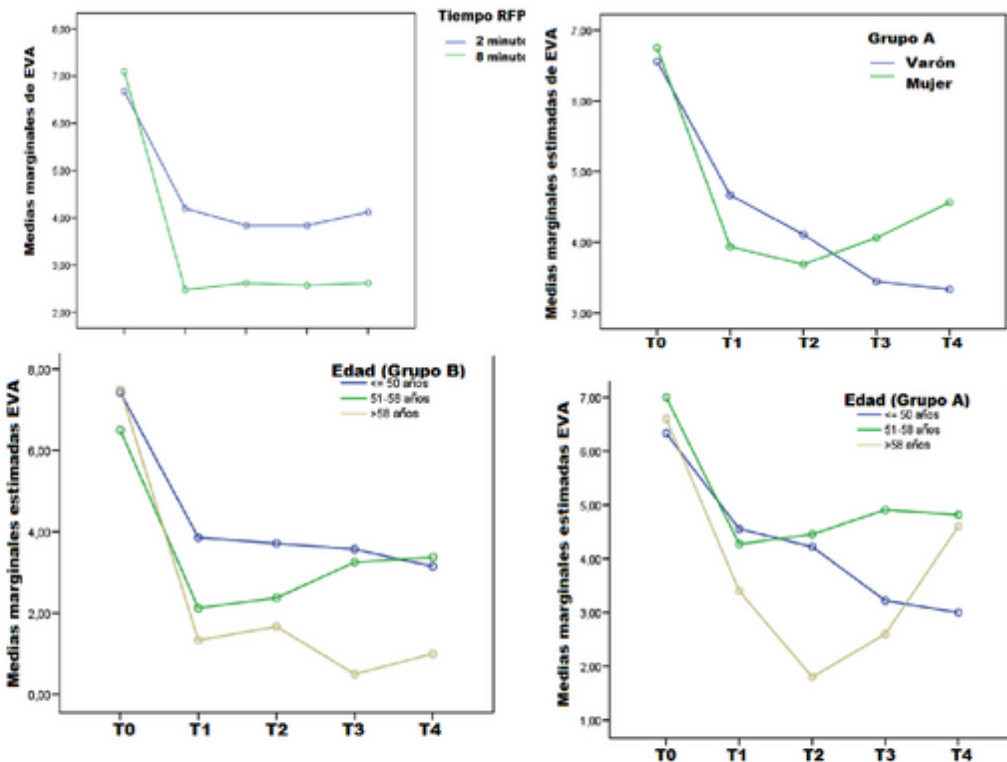 Tiempo RFP
2 minuto
8 minuto
Medias marginales de EVA
8,00
7,00
6,00
5,00
4,00
3,00
2,00
Grupo A
Varón
Mujer
Medias marginales estimadas de EVA
7,00
6,00
5,00
4,00
3,00
T0 T1 T2 T3 T4
Edad (Grupo B)
<= 50 años
51-58 años
>58 años
Medias marginales estimadas EVA
8,00
6,00
4,00
2,00
0,00
T0 T1 T2 T3 T4
Edad (Grupo A)
<= 50 años
51-58 años
>58 años
Medias marginales estimadas EVA
7,00
6,00
5,00
4,00
3,00
2,00
1,00
T0 T1 T2 T3 T4